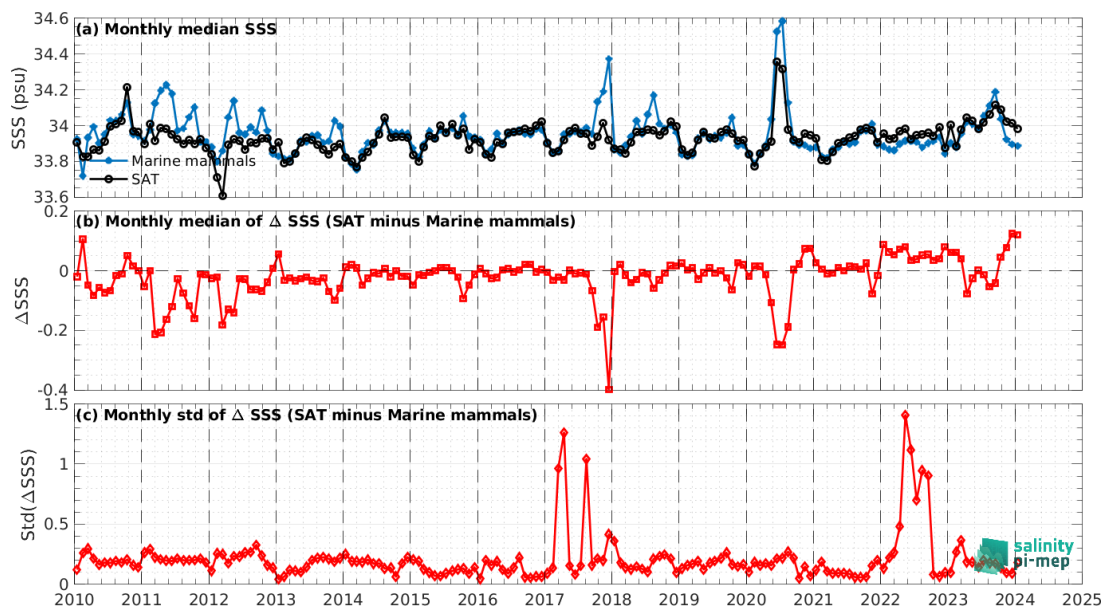 (a) Monthly median SSS
SSS (psu)
34.6
34.2
34
33.8
33.6
Marine mammals
SAT
(b) Monthly median of Δ SSS (SAT minus Marine mammals)
ΔSSS
0.2
0
-0.2
-0.4
(c) Monthly std of Δ SSS (SAT minus Marine mammals)
Std(ΔSSS)
1.5
1
0.5
0
salinity
pi-mep
2010 2011 2012 2013 2014 2015 2016 2017 2018 2019 2020 2021 2022 2023 2024 2025